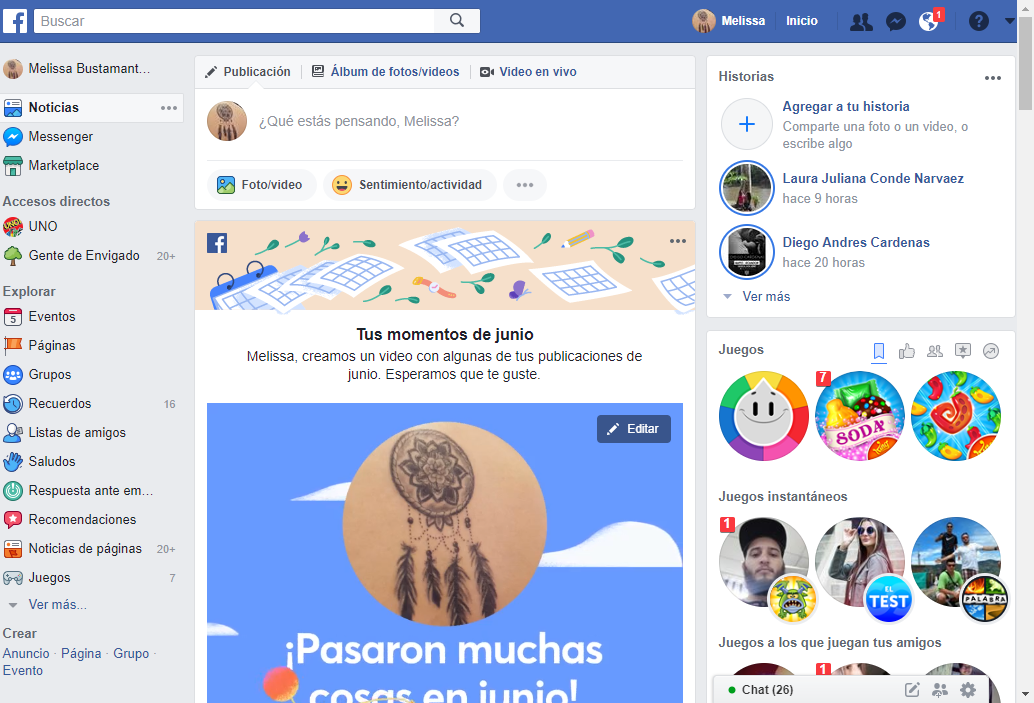 Buscar
Melissa
Inicio
1
Melissa Bustamant...
Noticias
Messenger
Marketplace
Accesos directos
UNO
Gente de Envigado 20+
Explorar
5 Eventos
Páginas
Grupos
Recuerdos 16
Listas de amigos
Saludos
Respuesta ante em...
Recomendaciones
Noticias de páginas 20+
Juegos 7
Ver más...
Crear
Anuncio · Página · Grupo ·
Evento
Publicación
Álbum de fotos/videos
Video en vivo
¿Qué estás pensando, Melissa?
Foto/video
Sentimiento/actividad
Tus momentos de junio
Melissa, creamos un video con algunas de tus publicaciones de
junio. Esperamos que te guste.
Editar
¡Pasaron muchas
cosas en junio!
Historias
Agregar a tu historia
Comparte una foto o un video, o
escribe algo
Laura Juliana Conde Narvaez
hace 9 horas
Diego Andres Cardenas
hace 20 horas
Ver más
Juegos
7
SODA
Juegos instantáneos
1
EL
TEST
PALABRA
Juegos a los que juegan tus amigos
1
Chat (26)